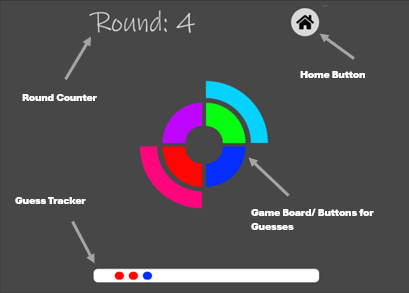 Round: 4
Home Button
Round Counter
Guess Tracker
Game Board/ Buttons for
Guesses